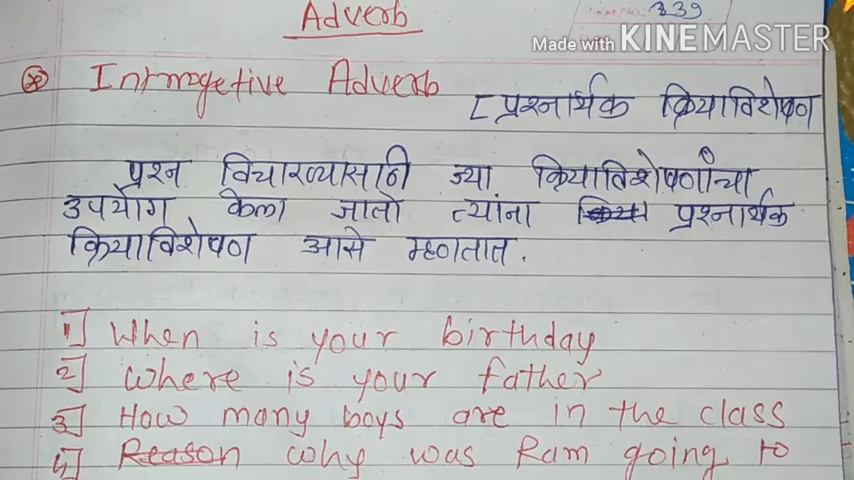 Adverb
339
Made with KINEMASTER
Intrrogetive Adverb
[ प्रश्नार्थक क्रियाविशेषण
प्रश्न विचारण्यासाठी ज्या क्रियाविशेषणांचा
उपयोग केला जातो त्यांना प्रश्नार्थक
क्रियाविशेषण आसे म्हणतात.
1] When is your birthday
2] Where is your father
3] How many boys are in the class
4] Reason why was Ram going to